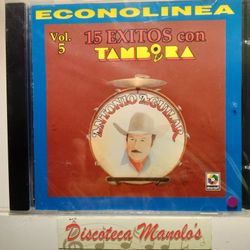 ECONOLINEA
Vol. 5
15 EXITOS con
TAMBORA
ANTONIO AGUILAR
Discoteca Manolo's